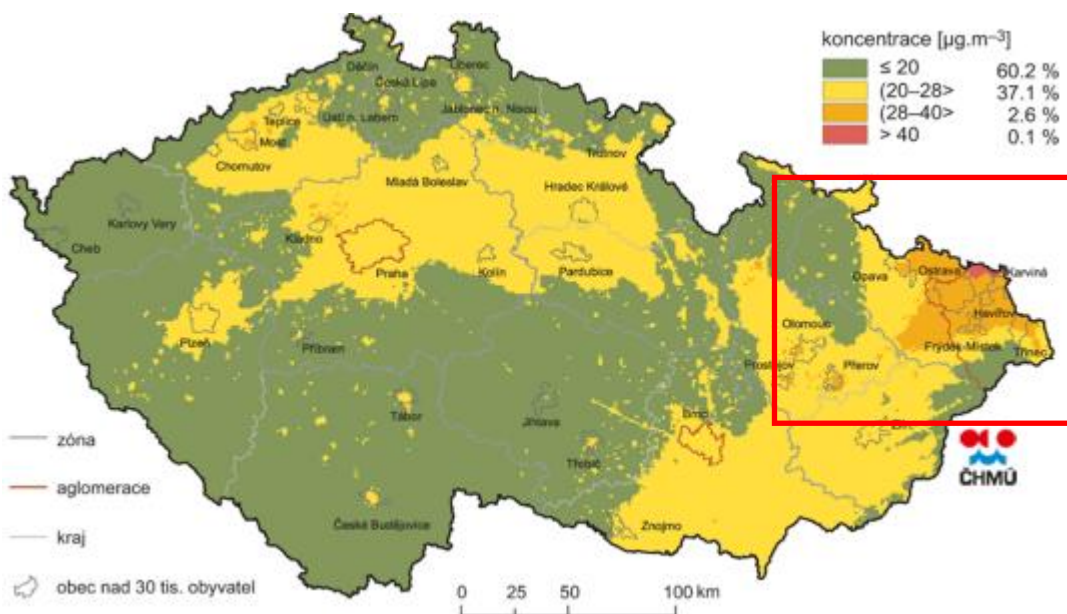 koncentrace [µg.m⁻³]
≤ 20 60.2 %
(20–28> 37.1 %
(28–40> 2.6 %
> 40 0.1 %
Děčín
Liberec
Česká Lípa
Jablonec n. Nisou
Teplice
Ústí n. Labem
Most
Trutnov
Chomutov
Mladá Boleslav
Hradec Králové
Karlovy Vary
Cheb
Kladno
Praha
Kolín
Pardubice
Opava
Ostrava
Karviná
Havířov
Olomouc
Plzeň
Příbram
Frýdek-Místek
Třinec
Prostějov
Přerov
Tábor
Jihlava
Brno
Zlín
Třebíč
ČHMÚ
České Budějovice
Znojmo
zóna
aglomerace
kraj
obec nad 30 tis. obyvatel
0 25 50 100 km